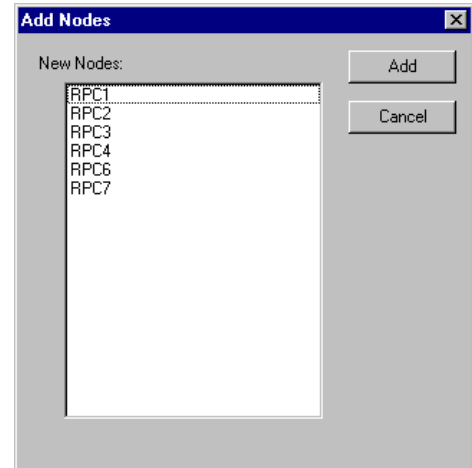 Add Nodes
New Nodes:
Add
RPC1
RPC2
Cancel
RPC3
RPC4
RPC6
RPC7